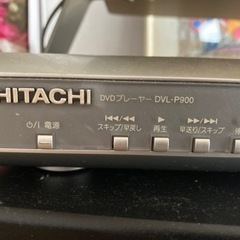 HITACHI
DVDプレーヤー DVL-P900
⏻/I 電源
⏮/◀◀
スキップ/早戻し
▶
再生
▶▶/⏭
早送り/スキップ